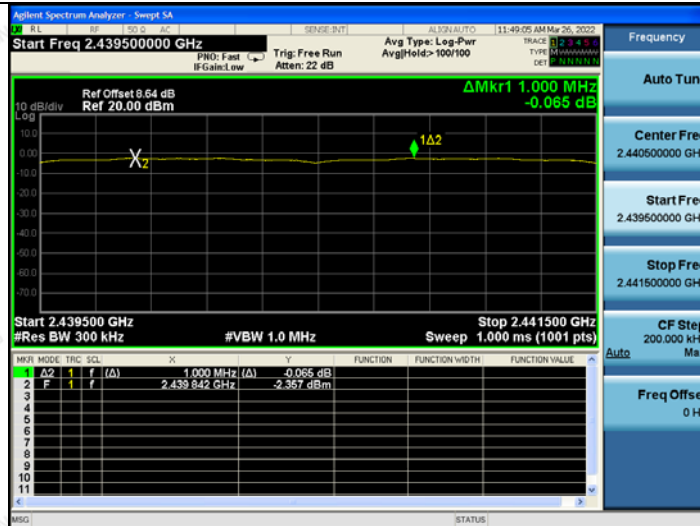 Agilent Spectrum Analyzer - Swept SA
RL RF 50 Ω AC SENSE:INT ALIGN AUTO 11:49:05 AM Mar 26, 2022
Start Freq 2.439500000 GHz
PNO: Fast
IFGain:Low
Trig: Free Run
Atten: 22 dB
Avg Type: Log-Pwr
Avg|Hold:>100/100
TRACE 1 2 3 4 5 6
TYPE M
DET P N N N N N
Ref Offset 8.64 dB
Ref 20.00 dBm
10 dB/div
Log
ΔMkr1 1.000 MHz
-0.065 dB
10.0
0.00
-10.0
-20.0
-30.0
-40.0
-50.0
-60.0
-70.0
X2
1Δ2
Start 2.439500 GHz
Stop 2.441500 GHz
#Res BW 300 kHz #VBW 1.0 MHz Sweep 1.000 ms (1001 pts)
MKR MODE TRC SCL X Y FUNCTION FUNCTION WIDTH FUNCTION VALUE
1 Δ2 1 f (Δ) 1.000 MHz (Δ) -0.065 dB
2 F 1 f 2.439 842 GHz -2.357 dBm
3
4
5
6
7
8
9
10
11
MSG STATUS
Frequency
Auto Tun
Center Fre
2.440500000 GH
Start Fre
2.439500000 GH
Stop Fre
2.441500000 GH
CF Step
200.000 kH
Auto Ma
Freq Offse
0 H